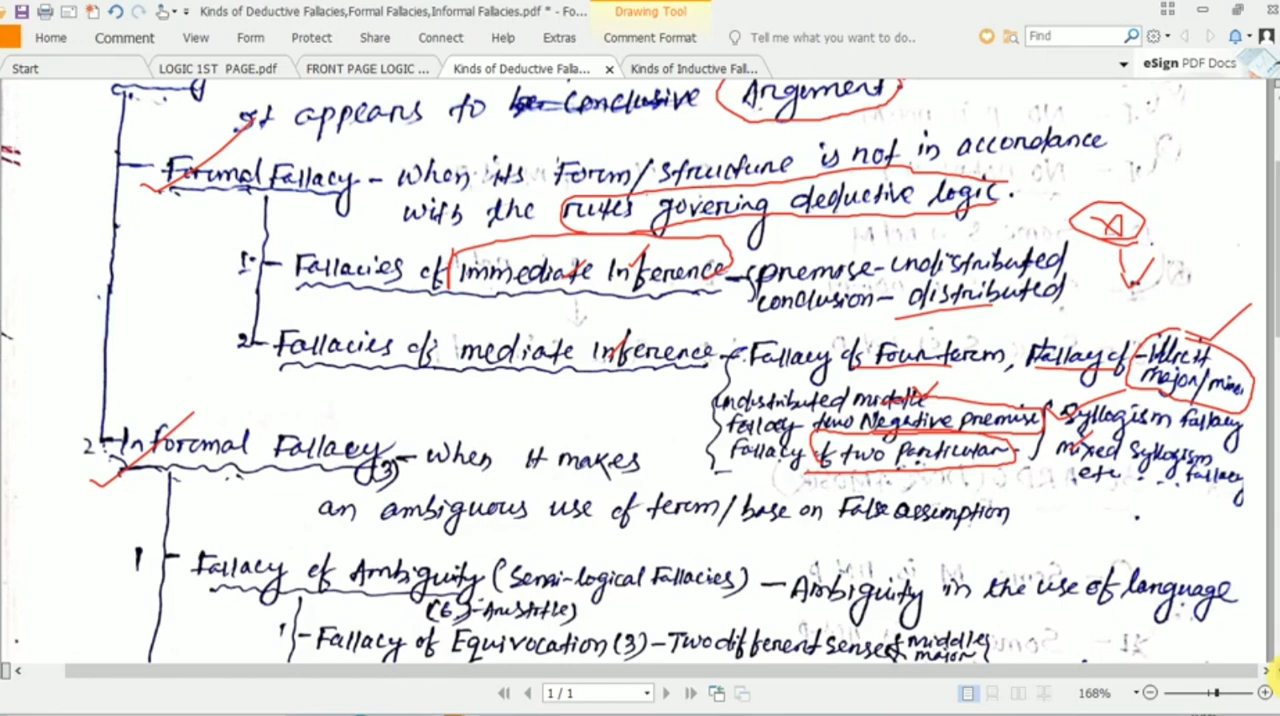 Kinds of Deductive Fallacies,Formal Fallacies,Informal Fallacies.pdf * - Fo...
Drawing Tool
Home Comment View Form Protect Share Connect Help Extras Comment Format Tell me what you want to do.. Find
Start LOGIC 1ST PAGE.pdf FRONT PAGE LOGIC ... Kinds of Deductive Falla... × Kinds of Inductive Fall... eSign PDF Docs
It appears to be conclusive Argument
Formal Fallacy - when its Form/structure is not in accordance
with the rules governing deductive logic.
1. Fallacies of Immediate Inference - premise - undistributed
conclusion - distributed
2. Fallacies of mediate Inference - Fallacy of Four term, Fallacy of - Illicit
major/minor
undistributed middle
fallacy two Negative premise Syllogism fallacy
Fallacy of two particular - mixed Syllogism
etc . . . fallacy
2. Informal Fallacy (3) - when it makes
an ambiguous use of term/base on False assumption
1 Fallacy of Ambiguity (Semi-logical Fallacies) - Ambiguity in the use of language
(6)-Aristotle)
1 - Fallacy of Equivocation (3) - Two different senses middle
major
1 / 1 168%